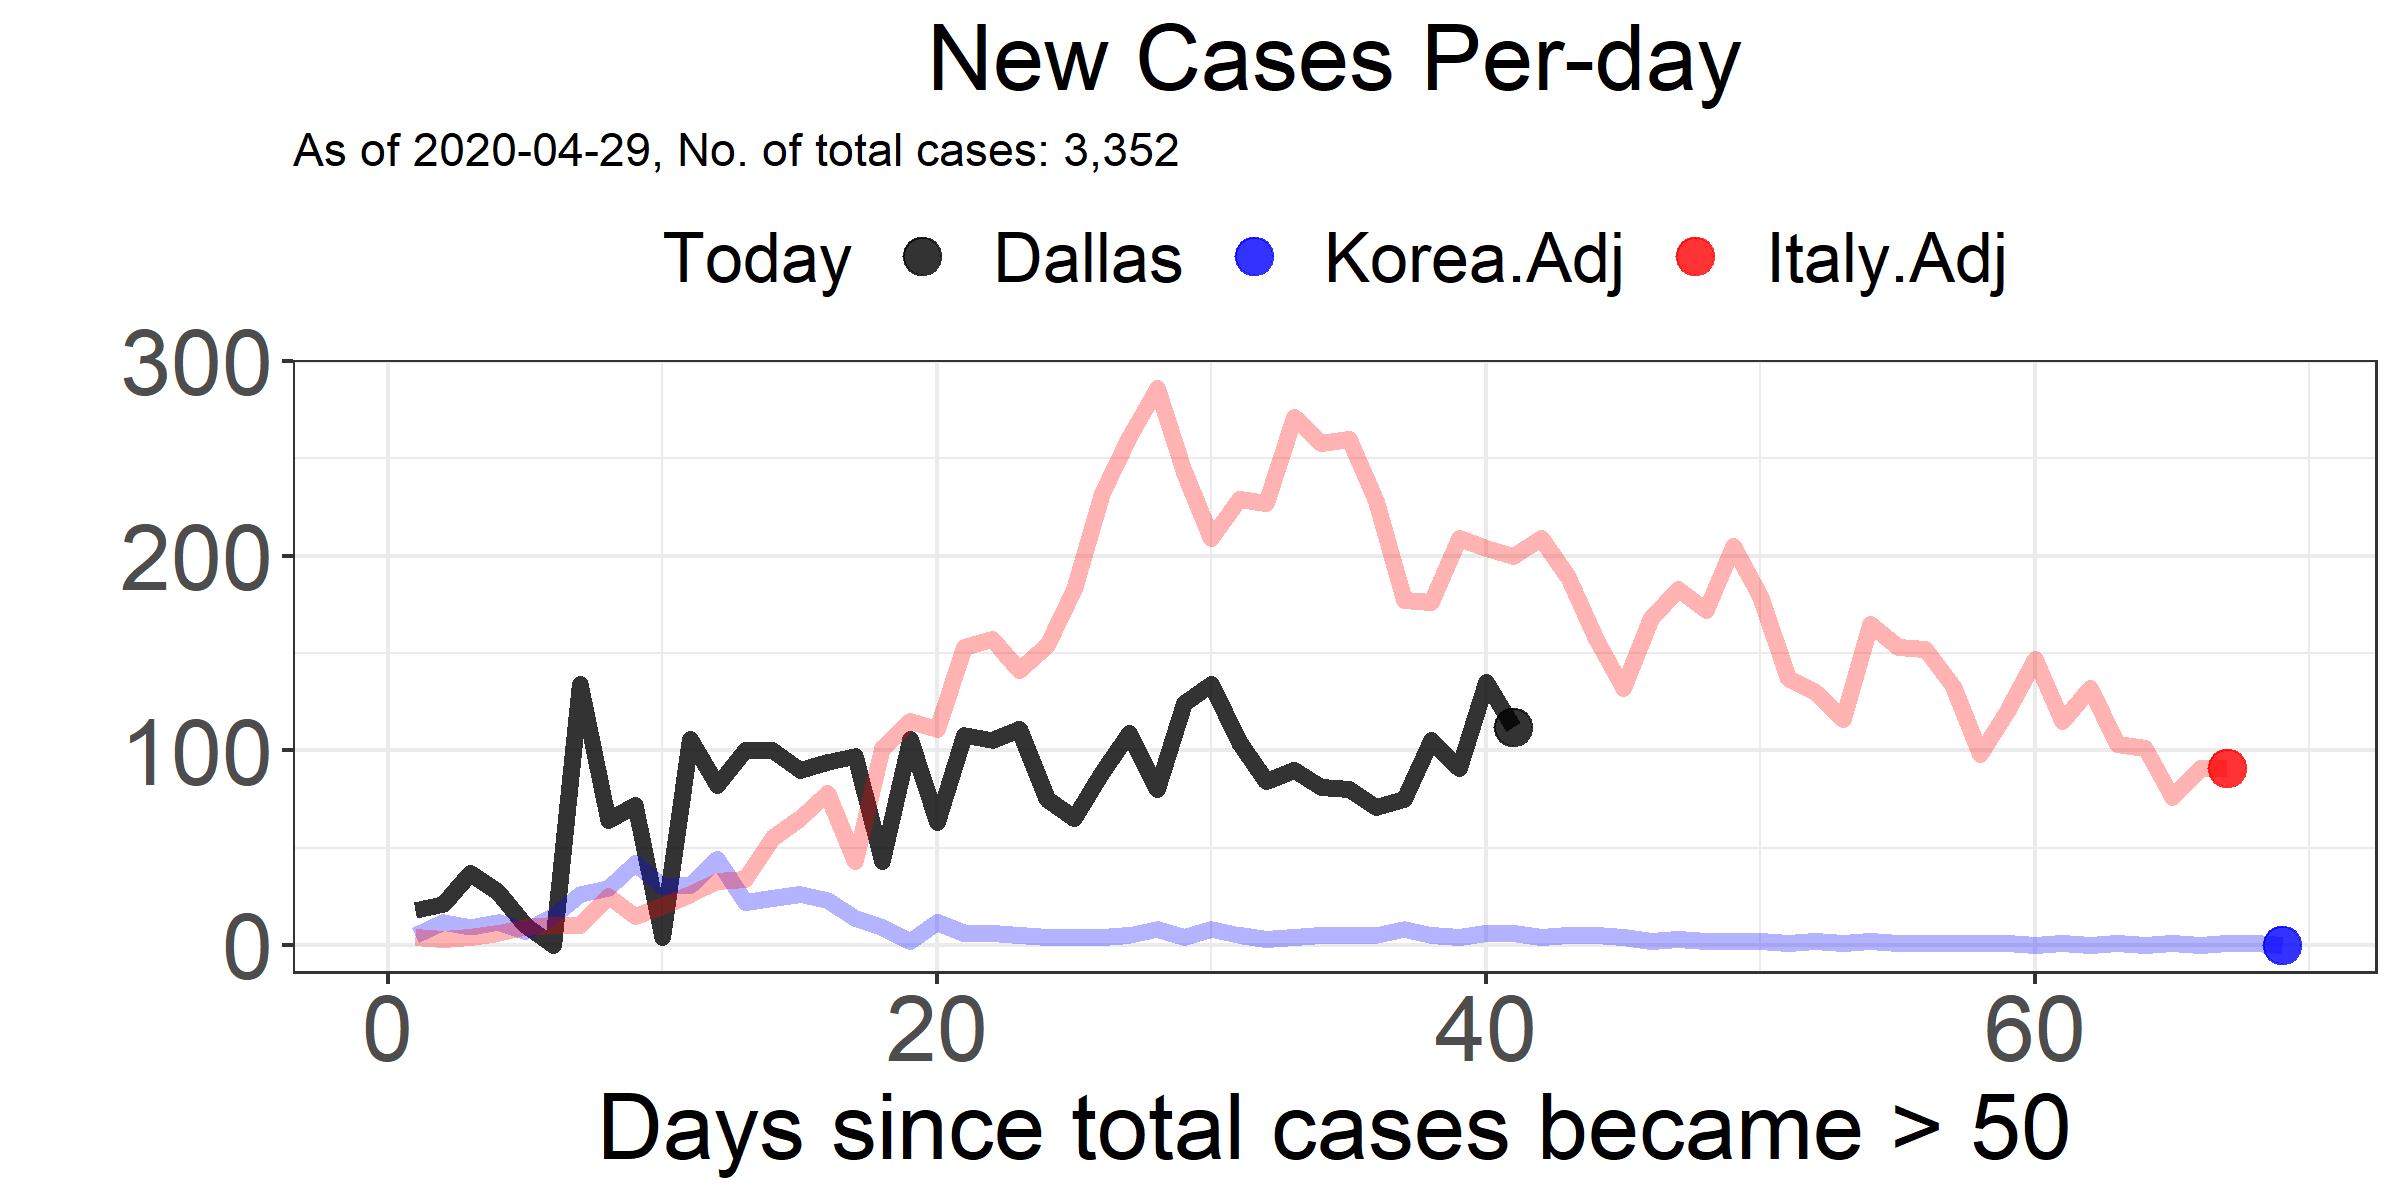 New Cases Per-day
As of 2020-04-29, No. of total cases: 3,352
Today Dallas Korea.Adj Italy.Adj
300
200
100
0
0 20 40 60
Days since total cases became > 50